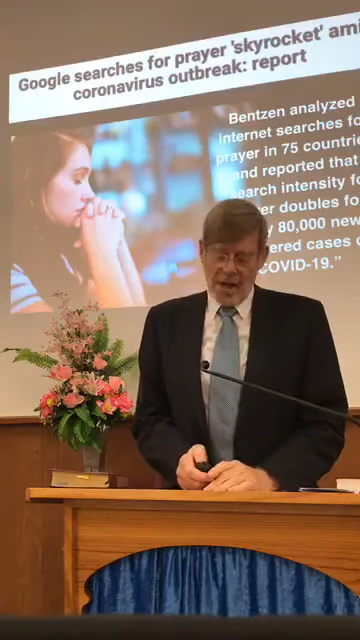 Google searches for prayer 'skyrocket' ami
coronavirus outbreak: report
Bentzen analyzed
internet searches fo
prayer in 75 countrie
and reported that
earch intensity fo
er doubles fo
y 80,000 new
ered cases o
COVID-19."